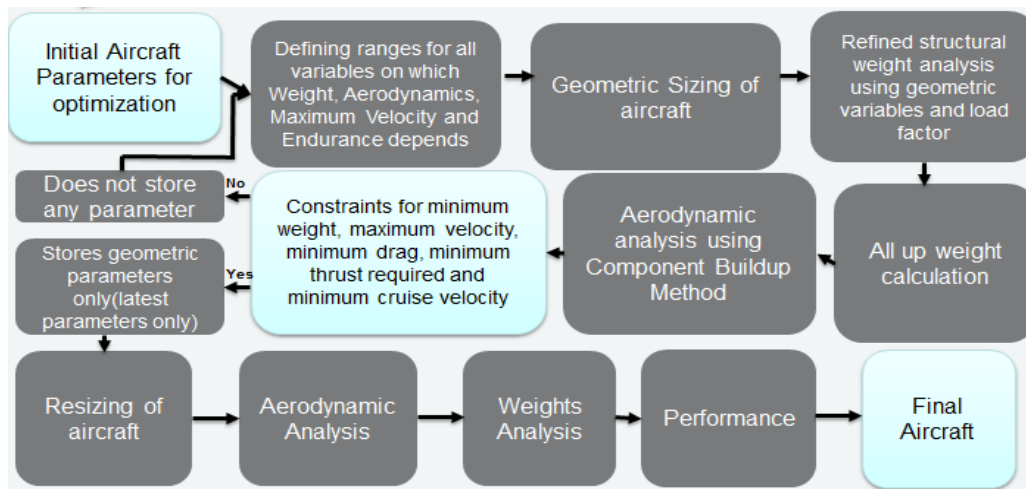 Initial Aircraft
Parameters for
optimization
Defining ranges for all
variables on which
Weight, Aerodynamics,
Maximum Velocity and
Endurance depends
Geometric Sizing of
aircraft
Refined structural
weight analysis
using geometric
variables and load
factor
Does not store
any parameter
No
Constraints for minimum
weight, maximum velocity,
minimum drag, minimum
thrust required and
minimum cruise velocity
Aerodynamic
analysis using
Component Buildup
Method
All up weight
calculation
Stores geometric
parameters
only(latest
parameters only)
Yes
Resizing of
aircraft
Aerodynamic
Analysis
Weights
Analysis
Performance
Final
Aircraft